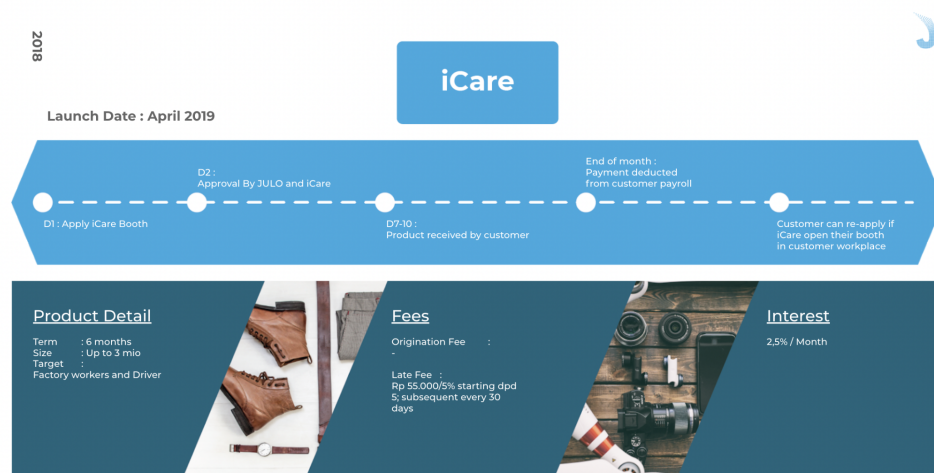 2018
iCare
Launch Date : April 2019
D1 : Apply iCare Booth
D2 :
Approval By JULO and iCare
D7-10 :
Product received by customer
End of month :
Payment deducted
from customer payroll
Customer can re-apply if
iCare open their booth
in customer workplace
Product Detail
Term : 6 months
Size : Up to 3 mio
Target :
Factory workers and Driver
Fees
Origination Fee :
-
Late Fee :
Rp 55.000/5% starting dpd
5; subsequent every 30
days
Interest
2,5% / Month